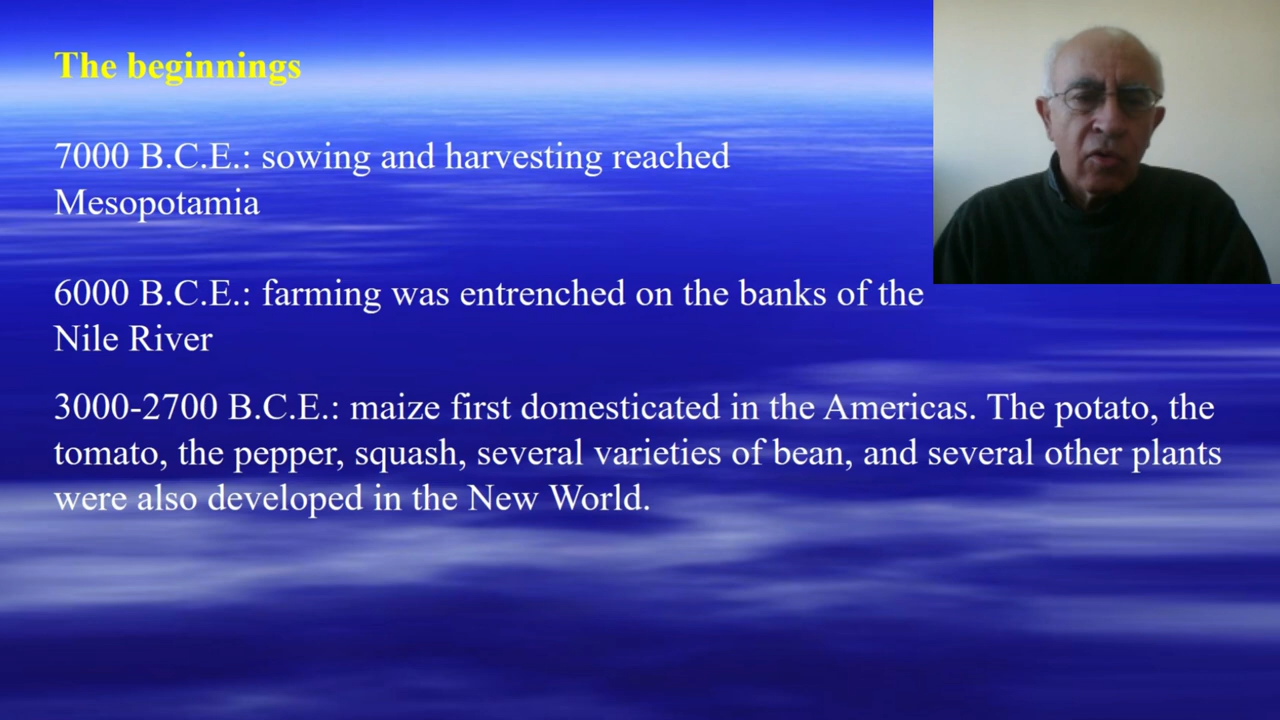 The beginnings
7000 B.C.E.: sowing and harvesting reached
Mesopotamia
6000 B.C.E.: farming was entrenched on the banks of the
Nile River
3000-2700 B.C.E.: maize first domesticated in the Americas. The potato, the
tomato, the pepper, squash, several varieties of bean, and several other plants
were also developed in the New World.